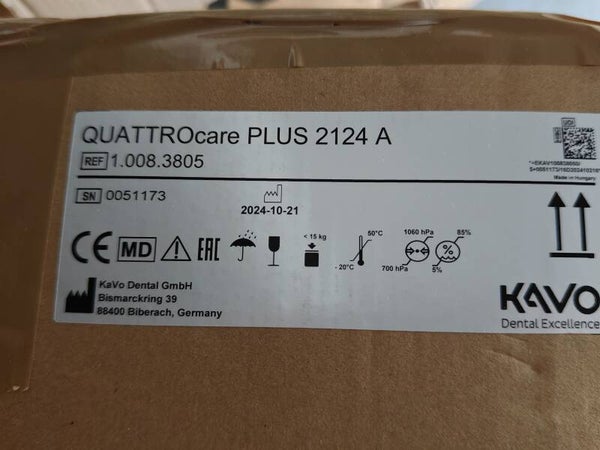 QUATTROcare PLUS 2124 A
REF 1.008.3805
UDI
Made in Hungary
SN 0051173
2024-10-21
CE MD EAC
< 15 kg
50°C
- 20°C
1060 hPa
700 hPa
85%
%
5%
KaVo Dental GmbH
Bismarckring 39
88400 Biberach, Germany
KAVO
Dental Excellence